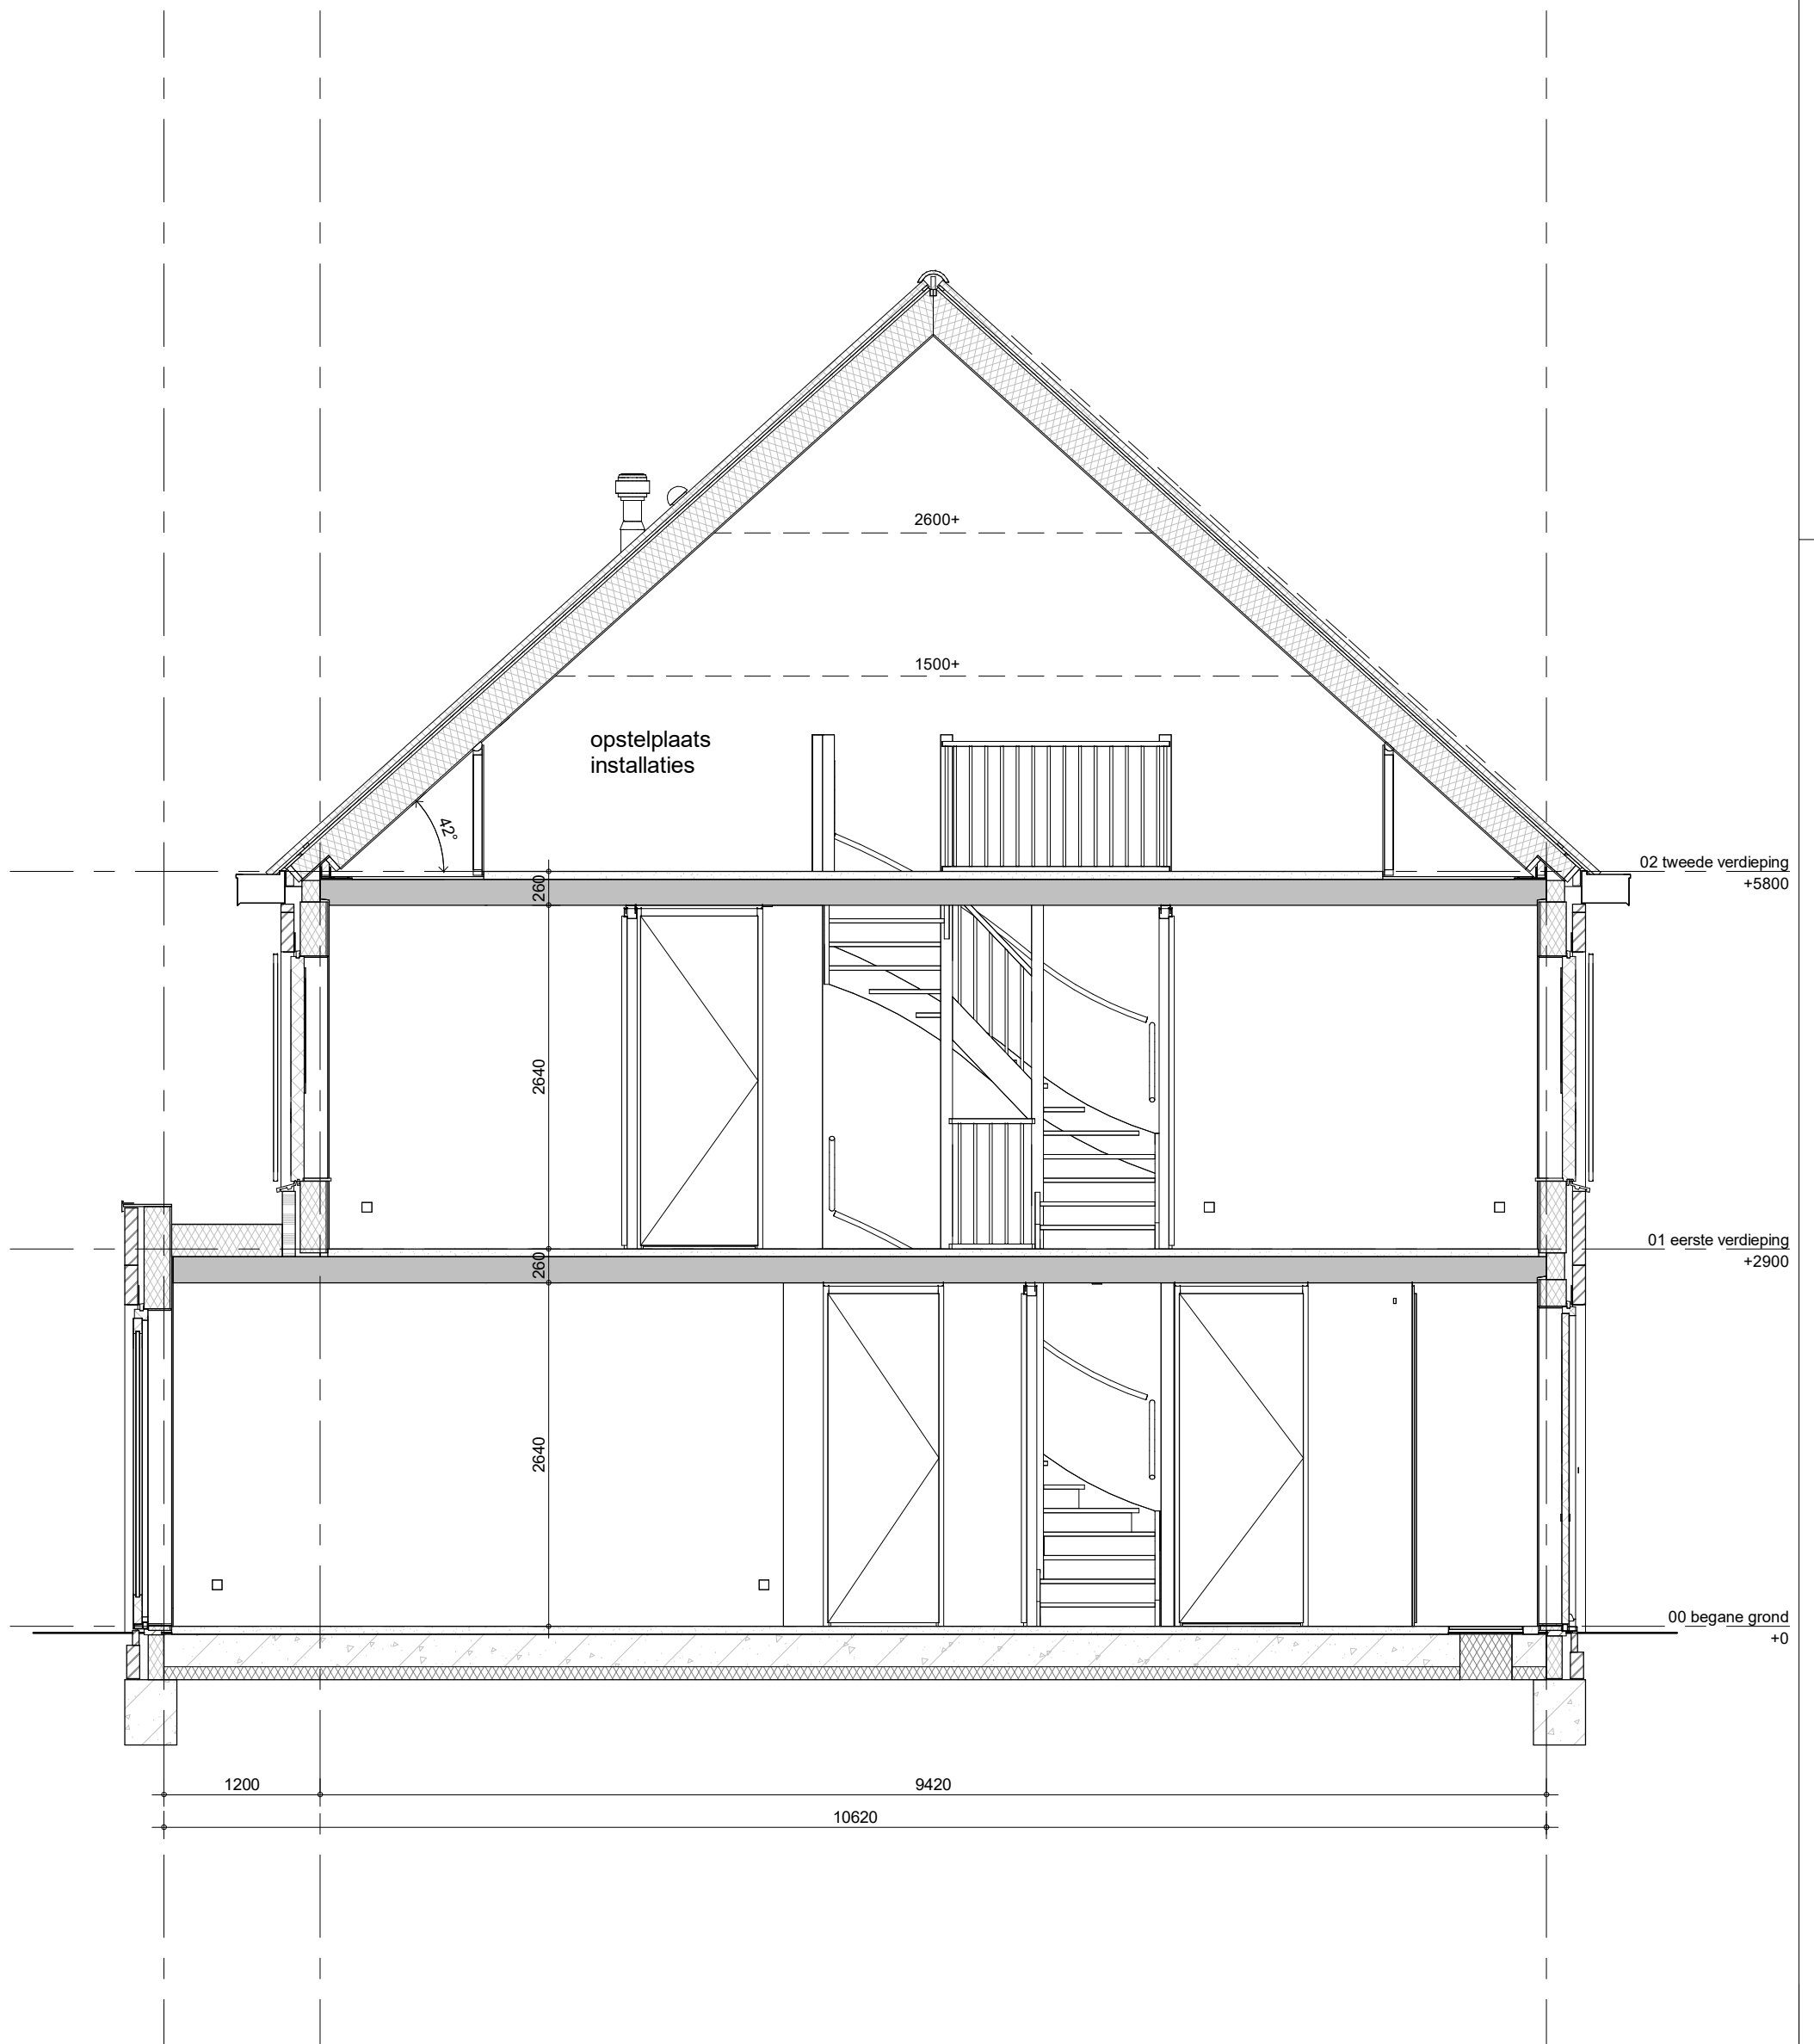 2600+
1500+
opstelplaats
installaties
42°
02 tweede verdieping
+5800
260
2640
01 eerste verdieping
+2900
260
2640
00 begane grond
+0
1200
9420
10620